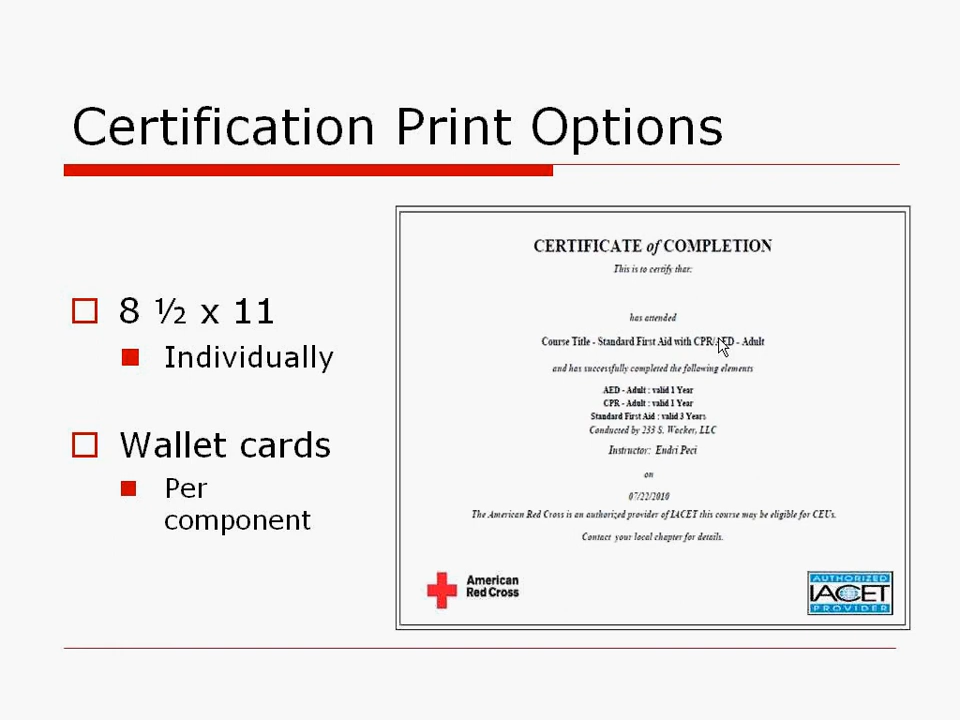 Certification Print Options
8 ½ x 11
Individually
Wallet cards
Per
component
CERTIFICATE of COMPLETION
This is to certify that:
has attended
Course Title - Standard First Aid with CPR/AED - Adult
and has successfully completed the following elements
AED - Adult : valid 1 Year
CPR - Adult : valid 1 Year
Standard First Aid : valid 3 Years
Conducted by 233 S. Wacker, LLC
Instructor: Endri Peci
on
07/22/2010
The American Red Cross is an authorized provider of IACET this course may be eligible for CEUs.
Contact your local chapter for details.
American
Red Cross
AUTHORIZED
IACET
PROVIDER